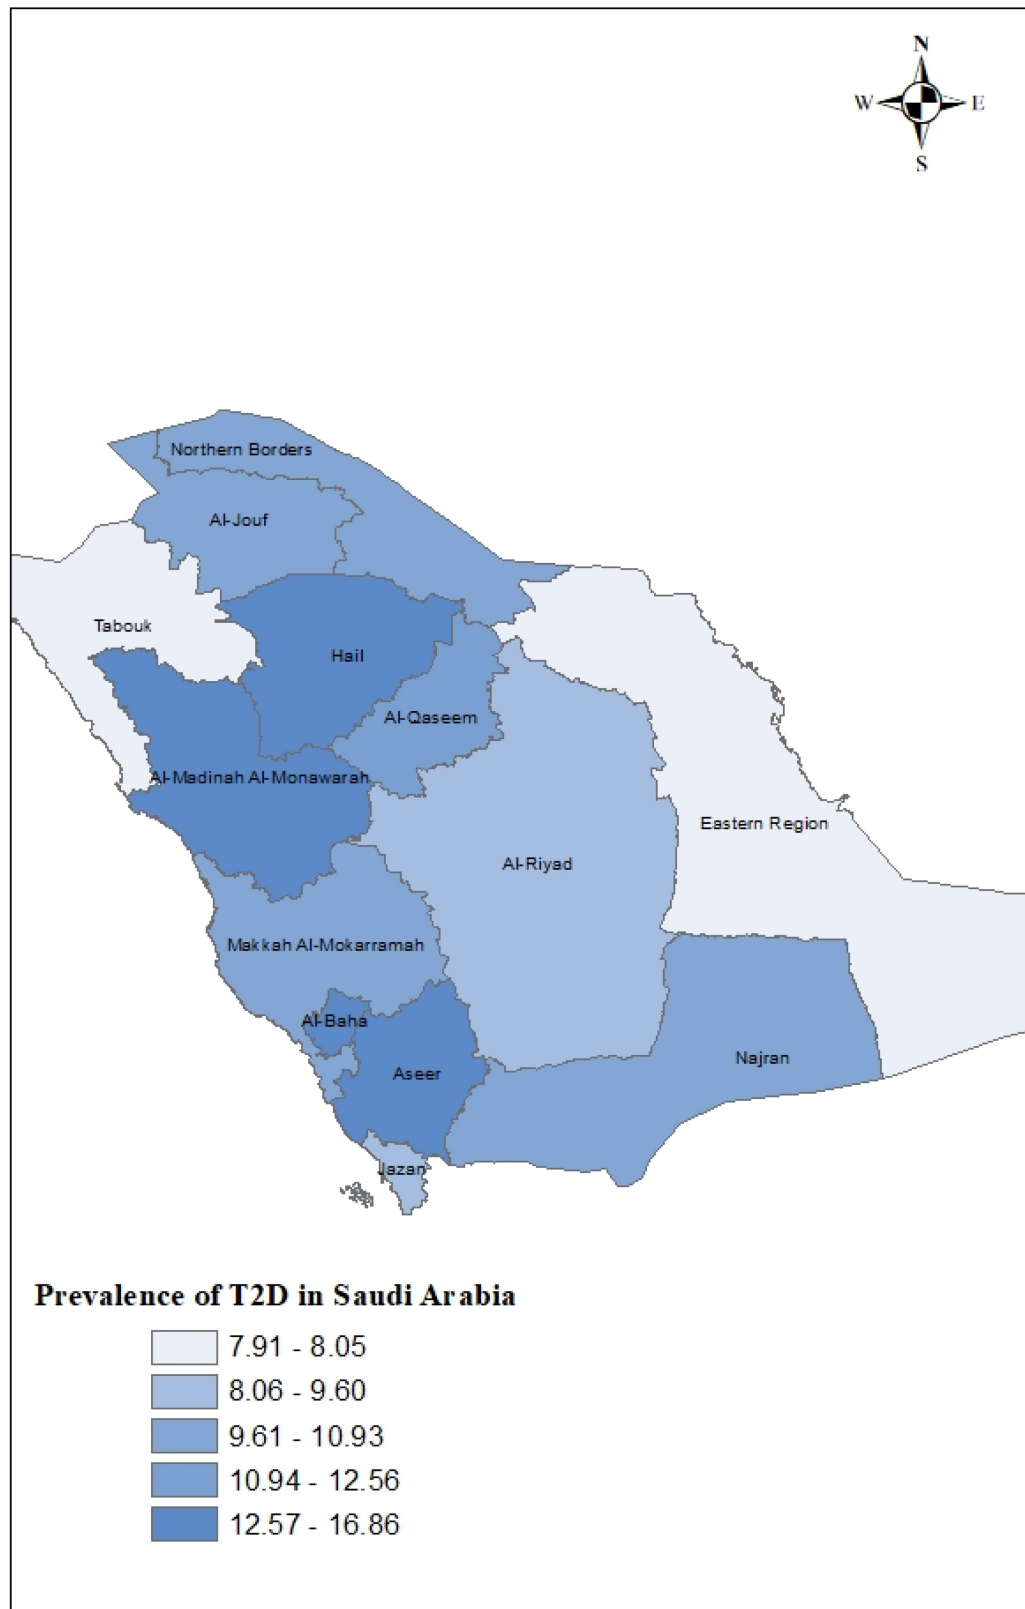 N
W E
S
Northern Borders
Al-Jouf
Tabouk
Hail
Al-Qaseem
Al-Madinah Al-Monawarah
Eastern Region
Al-Riyad
Makkah Al-Mokarramah
Al-Baha
Najran
Aseer
Jazan
Prevalence of T2D in Saudi Arabia
7.91 - 8.05
8.06 - 9.60
9.61 - 10.93
10.94 - 12.56
12.57 - 16.86